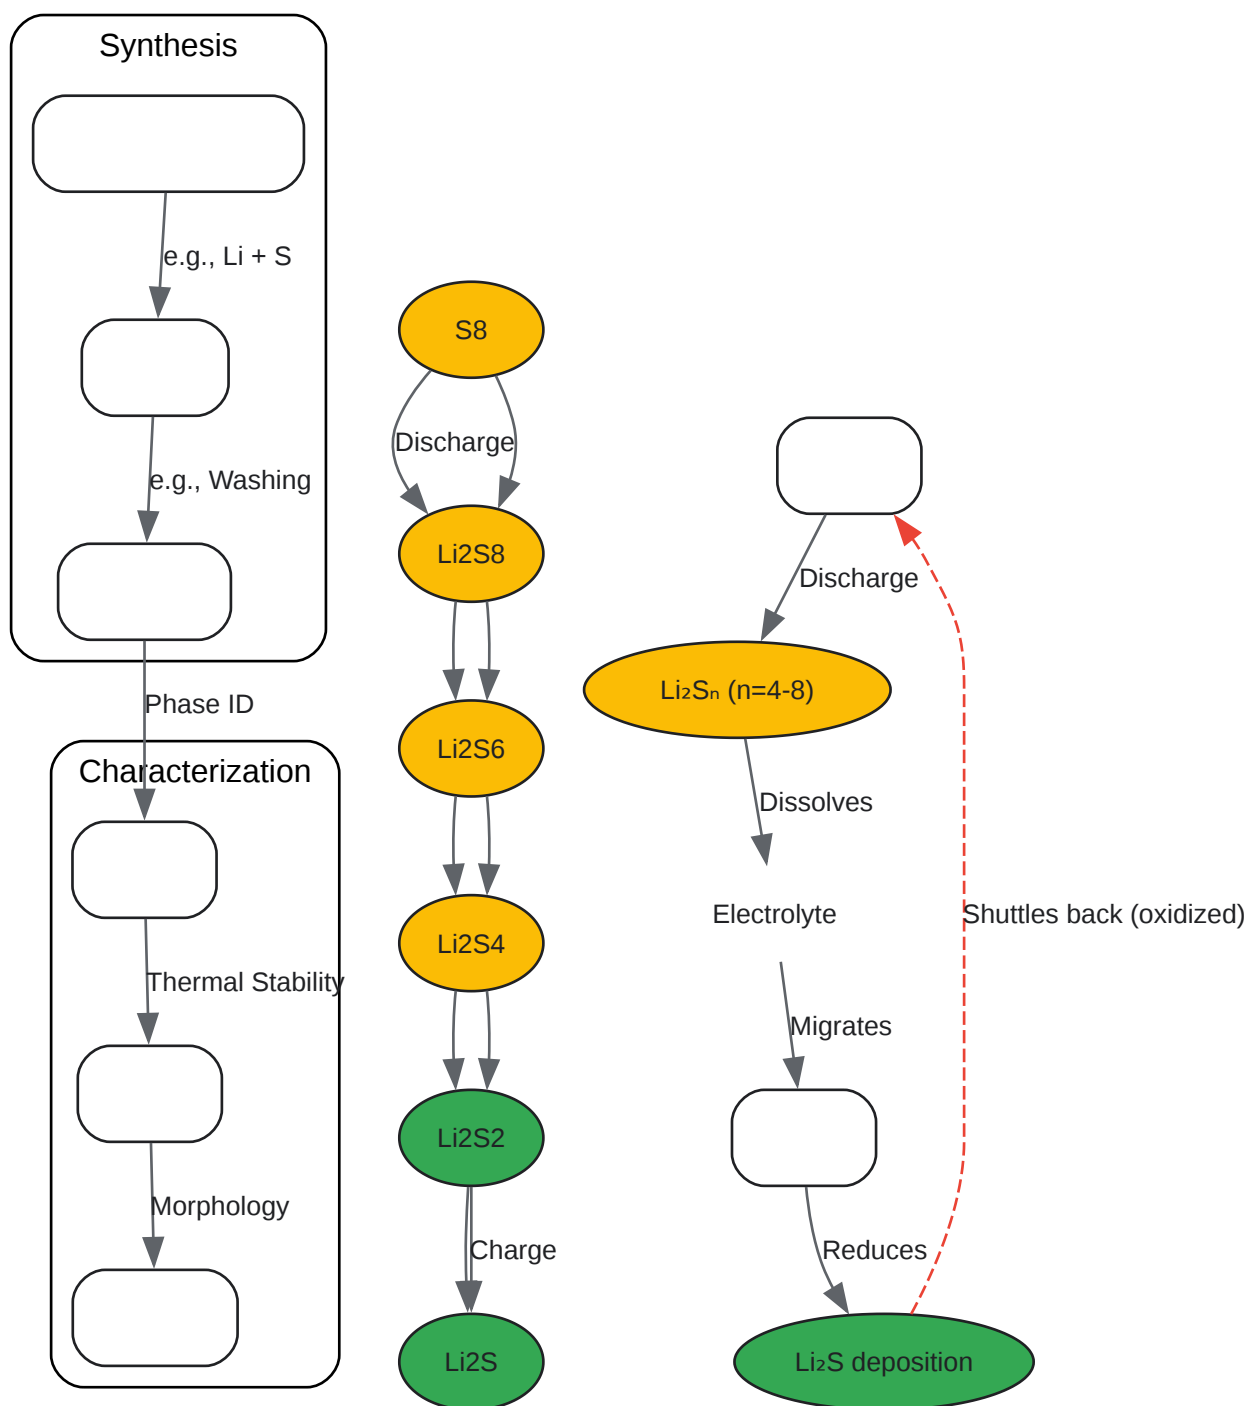 Synthesis
e.g., Li + S
e.g., Washing
Phase ID
Characterization
Thermal Stability
Morphology
S8
Discharge
Li2S8
Li2S6
Li2S4
Li2S2
Charge
Li2S
Discharge
Li₂Sₙ (n=4-8)
Dissolves
Electrolyte
Shuttles back (oxidized)
Migrates
Reduces
Li₂S deposition